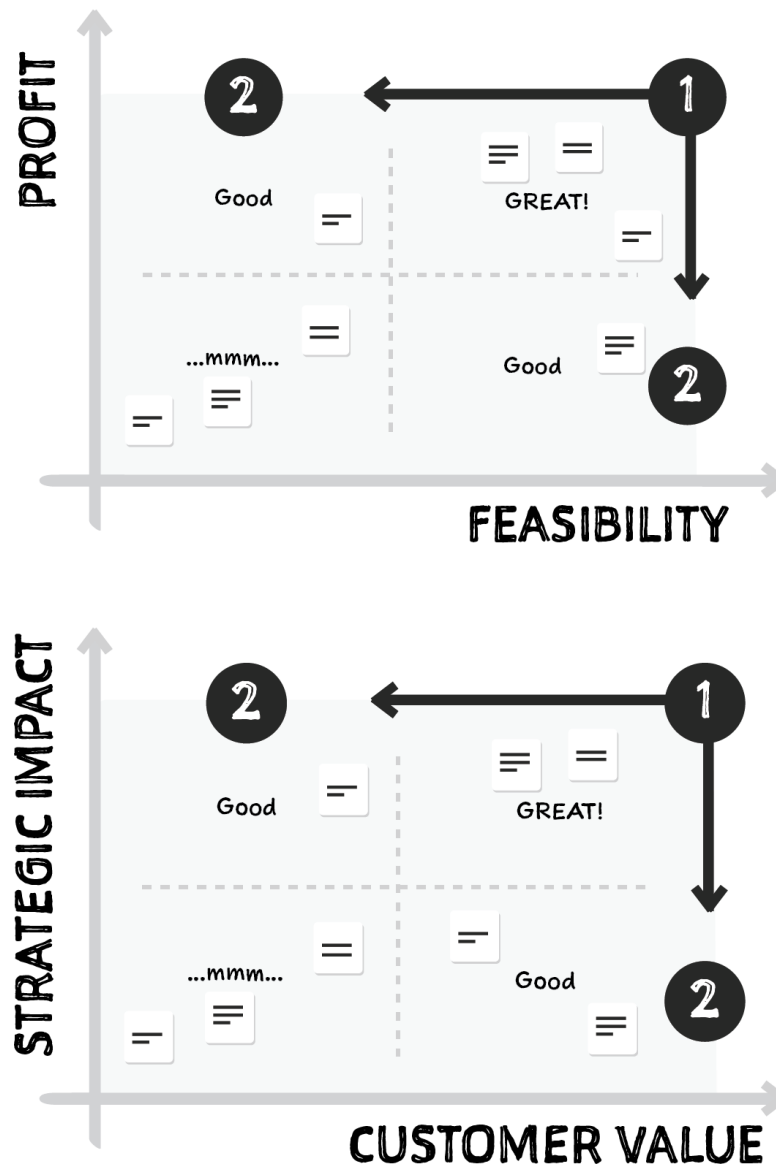 PROFIT
2
1
Good
GREAT!
...mmm...
Good
2
FEASIBILITY
STRATEGIC IMPACT
2
1
Good
GREAT!
...mmm...
Good
2
CUSTOMER VALUE